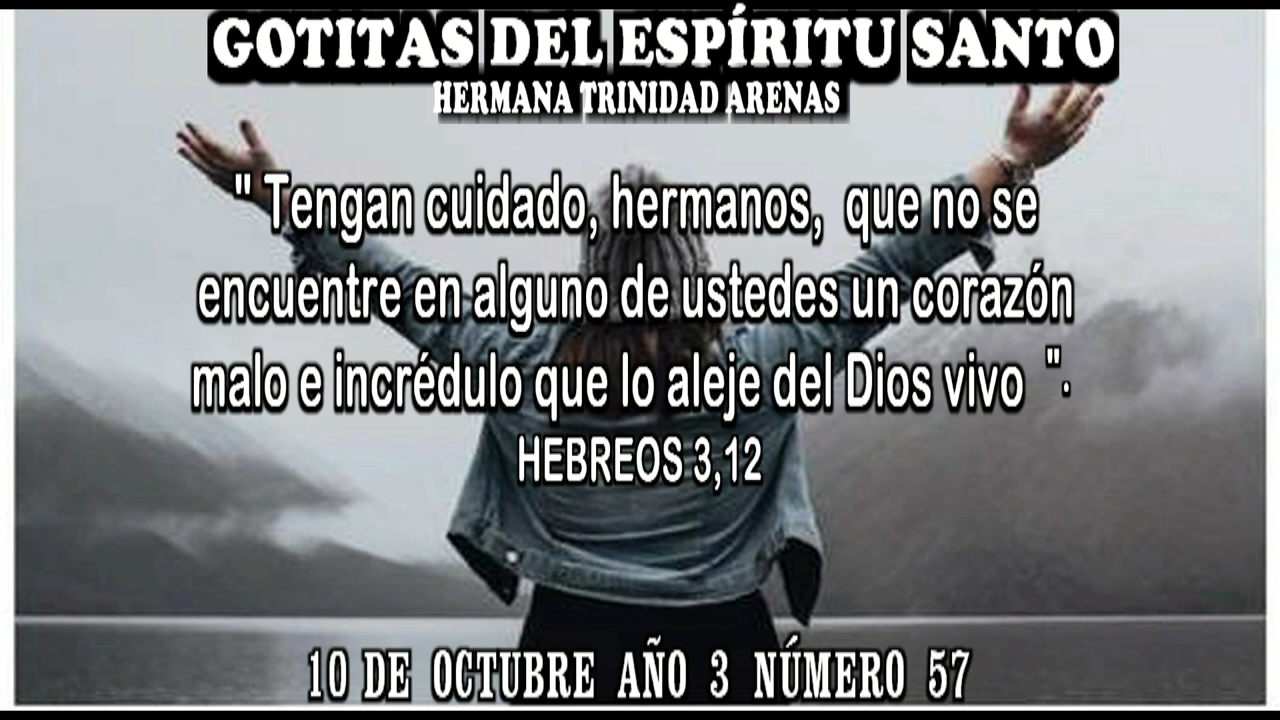 GOTITAS DEL ESPÍRITU SANTO
HERMANA TRINIDAD ARENAS
" Tengan cuidado, hermanos, que no se
encuentre en alguno de ustedes un corazón
malo e incrédulo que lo aleje del Dios vivo ".
HEBREOS 3,12
10 DE OCTUBRE AÑO 3 NÚMERO 57